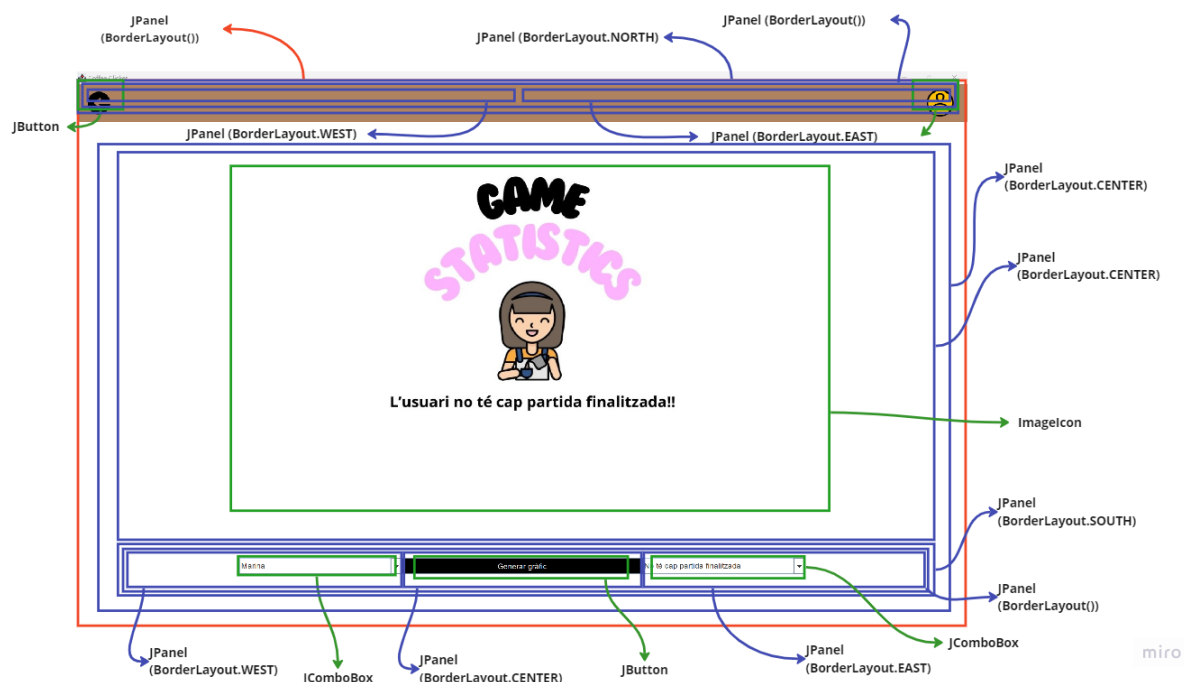 JPanel
(BorderLayout())
JPanel (BorderLayout())
JPanel (BorderLayout.NORTH)
Coffee Clicker
JButton
JPanel (BorderLayout.WEST)
JPanel (BorderLayout.EAST)
JPanel
(BorderLayout.CENTER)
GAME
STATISTICS
JPanel
(BorderLayout.CENTER)
L'usuari no té cap partida finalitzada!!
ImageIcon
JPanel
(BorderLayout.SOUTH)
Marina
Generar gràfic
No té cap partida finalitzada
JPanel
(BorderLayout())
JPanel
(BorderLayout.WEST)
JComboBox
JPanel
(BorderLayout.CENTER)
JButton
JPanel
(BorderLayout.EAST)
JComboBox
miro